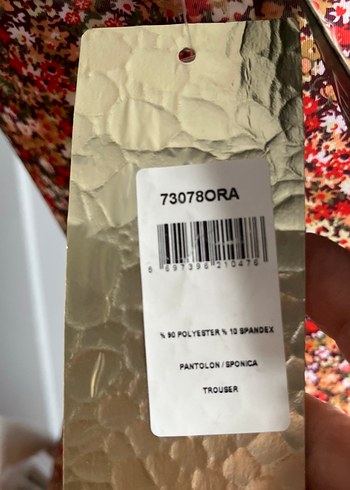 73078ORA
8 697396 210476
% 90 POLYESTER % 10 SPANDEX
PANTOLON / SPONICA
TROUSER